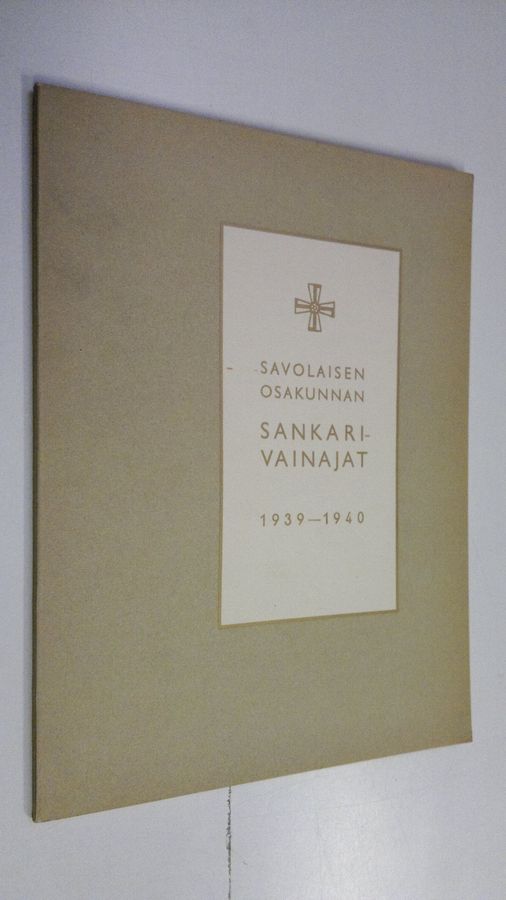 SAVOLAISEN
OSAKUNNAN
SANKARI-
VAINAJAT
1939—1940